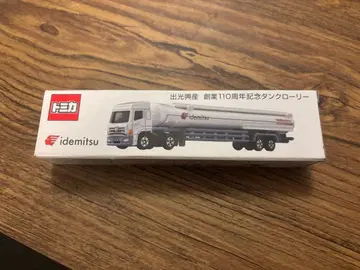 トミカ
出光興産 創業110周年記念タンクローリー
idemitsu
idemitsu